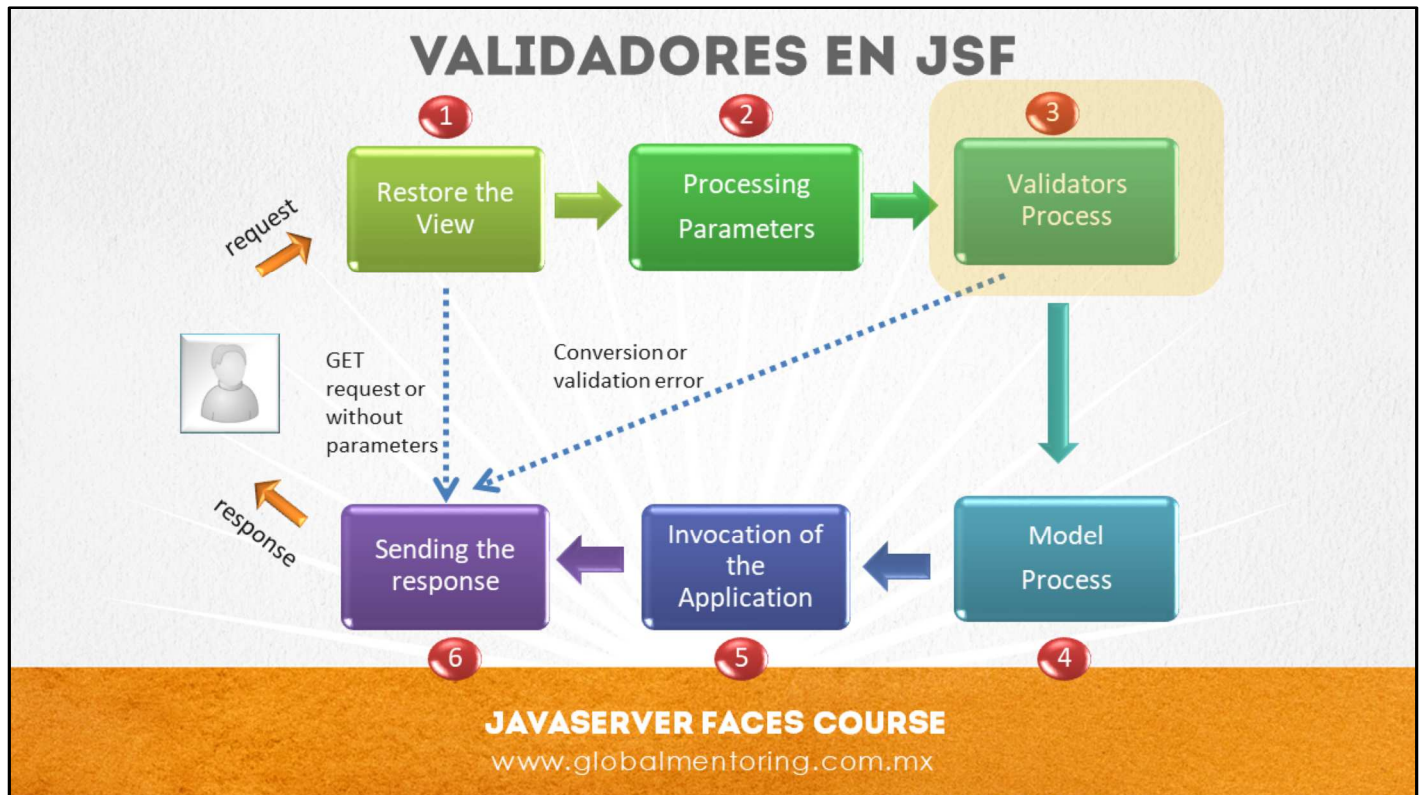 VALIDADORES EN JSF
1
2
3
Restore the
View
Processing
Parameters
Validators
Process
request
GET
request or
without
parameters
Conversion or
validation error
response
Sending the
response
Invocation of
the
Application
Model
Process
6
5
4
JAVASERVER FACES COURSE
www.globalmentoring.com.mx